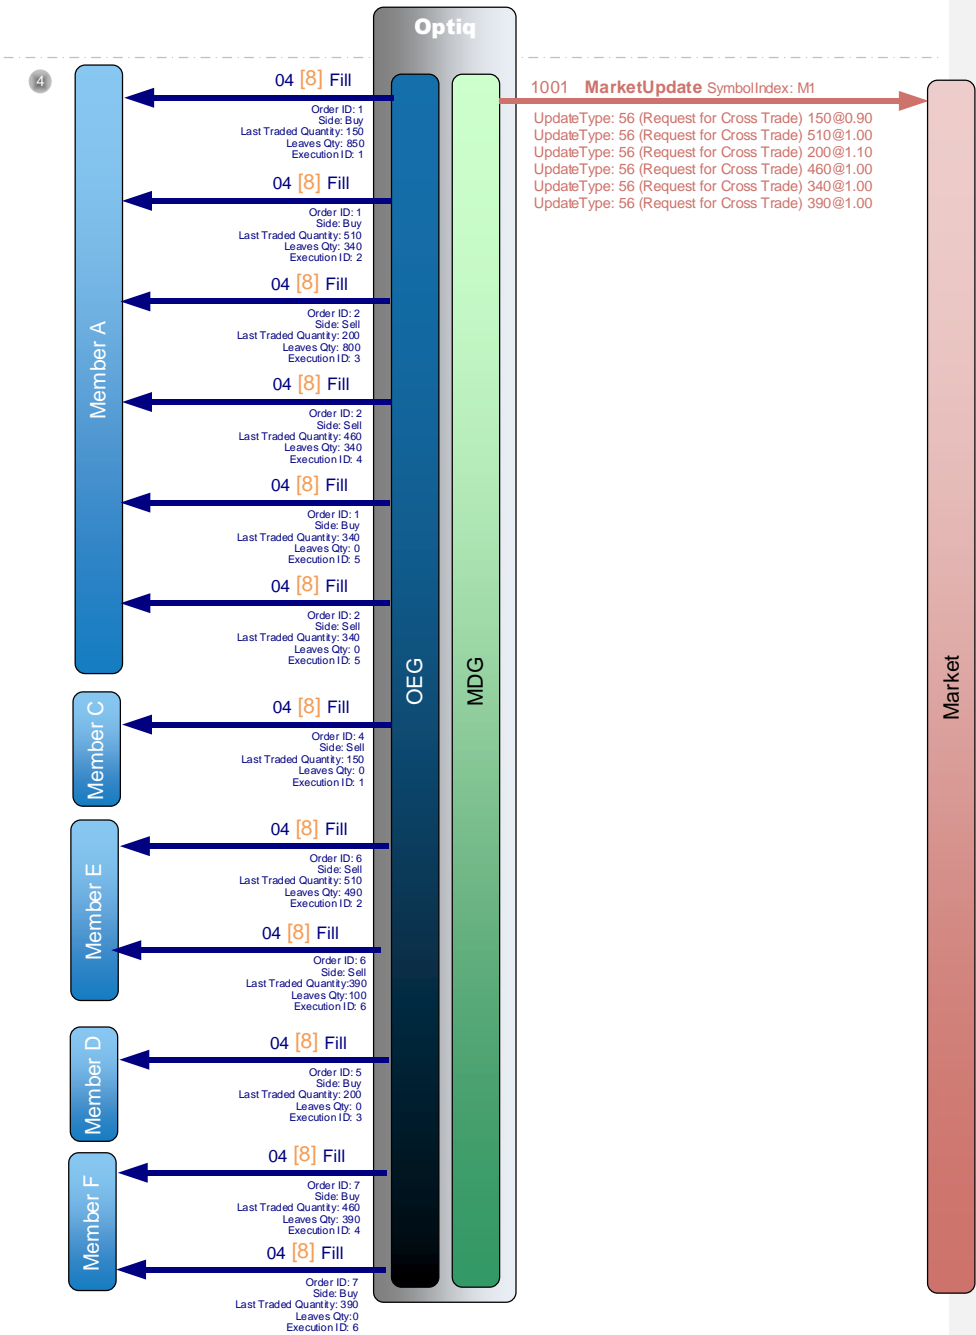 Optiq
4
04 [8] Fill
Order ID: 1
Side: Buy
Last Traded Quantity: 150
Leaves Qty: 850
Execution ID: 1
04 [8] Fill
Order ID: 1
Side: Buy
Last Traded Quantity: 510
Leaves Qty: 340
Execution ID: 2
04 [8] Fill
Order ID: 2
Side: Sell
Last Traded Quantity: 200
Leaves Qty: 800
Execution ID: 3
04 [8] Fill
Order ID: 2
Side: Sell
Last Traded Quantity: 460
Leaves Qty: 340
Execution ID: 4
04 [8] Fill
Order ID: 1
Side: Buy
Last Traded Quantity: 340
Leaves Qty: 0
Execution ID: 5
04 [8] Fill
Order ID: 2
Side: Sell
Last Traded Quantity: 340
Leaves Qty: 0
Execution ID: 5
Member A
04 [8] Fill
Order ID: 4
Side: Sell
Last Traded Quantity: 150
Leaves Qty: 0
Execution ID: 1
Member C
04 [8] Fill
Order ID: 6
Side: Sell
Last Traded Quantity: 510
Leaves Qty: 490
Execution ID: 2
04 [8] Fill
Order ID: 6
Side: Sell
Last Traded Quantity:390
Leaves Qty:100
Execution ID: 6
Member E
04 [8] Fill
Order ID: 5
Side: Buy
Last Traded Quantity: 200
Leaves Qty: 0
Execution ID: 3
Member D
04 [8] Fill
Order ID: 7
Side: Buy
Last Traded Quantity: 460
Leaves Qty: 390
Execution ID: 4
04 [8] Fill
Order ID: 7
Side: Buy
Last Traded Quantity: 390
Leaves Qty:0
Execution ID: 6
Member F
OEG
MDG
1001 MarketUpdate SymbolIndex: M1
UpdateType: 56 (Request for Cross Trade) 150@0.90
UpdateType: 56 (Request for Cross Trade) 510@1.00
UpdateType: 56 (Request for Cross Trade) 200@1.10
UpdateType: 56 (Request for Cross Trade) 460@1.00
UpdateType: 56 (Request for Cross Trade) 340@1.00
UpdateType: 56 (Request for Cross Trade) 390@1.00
Market